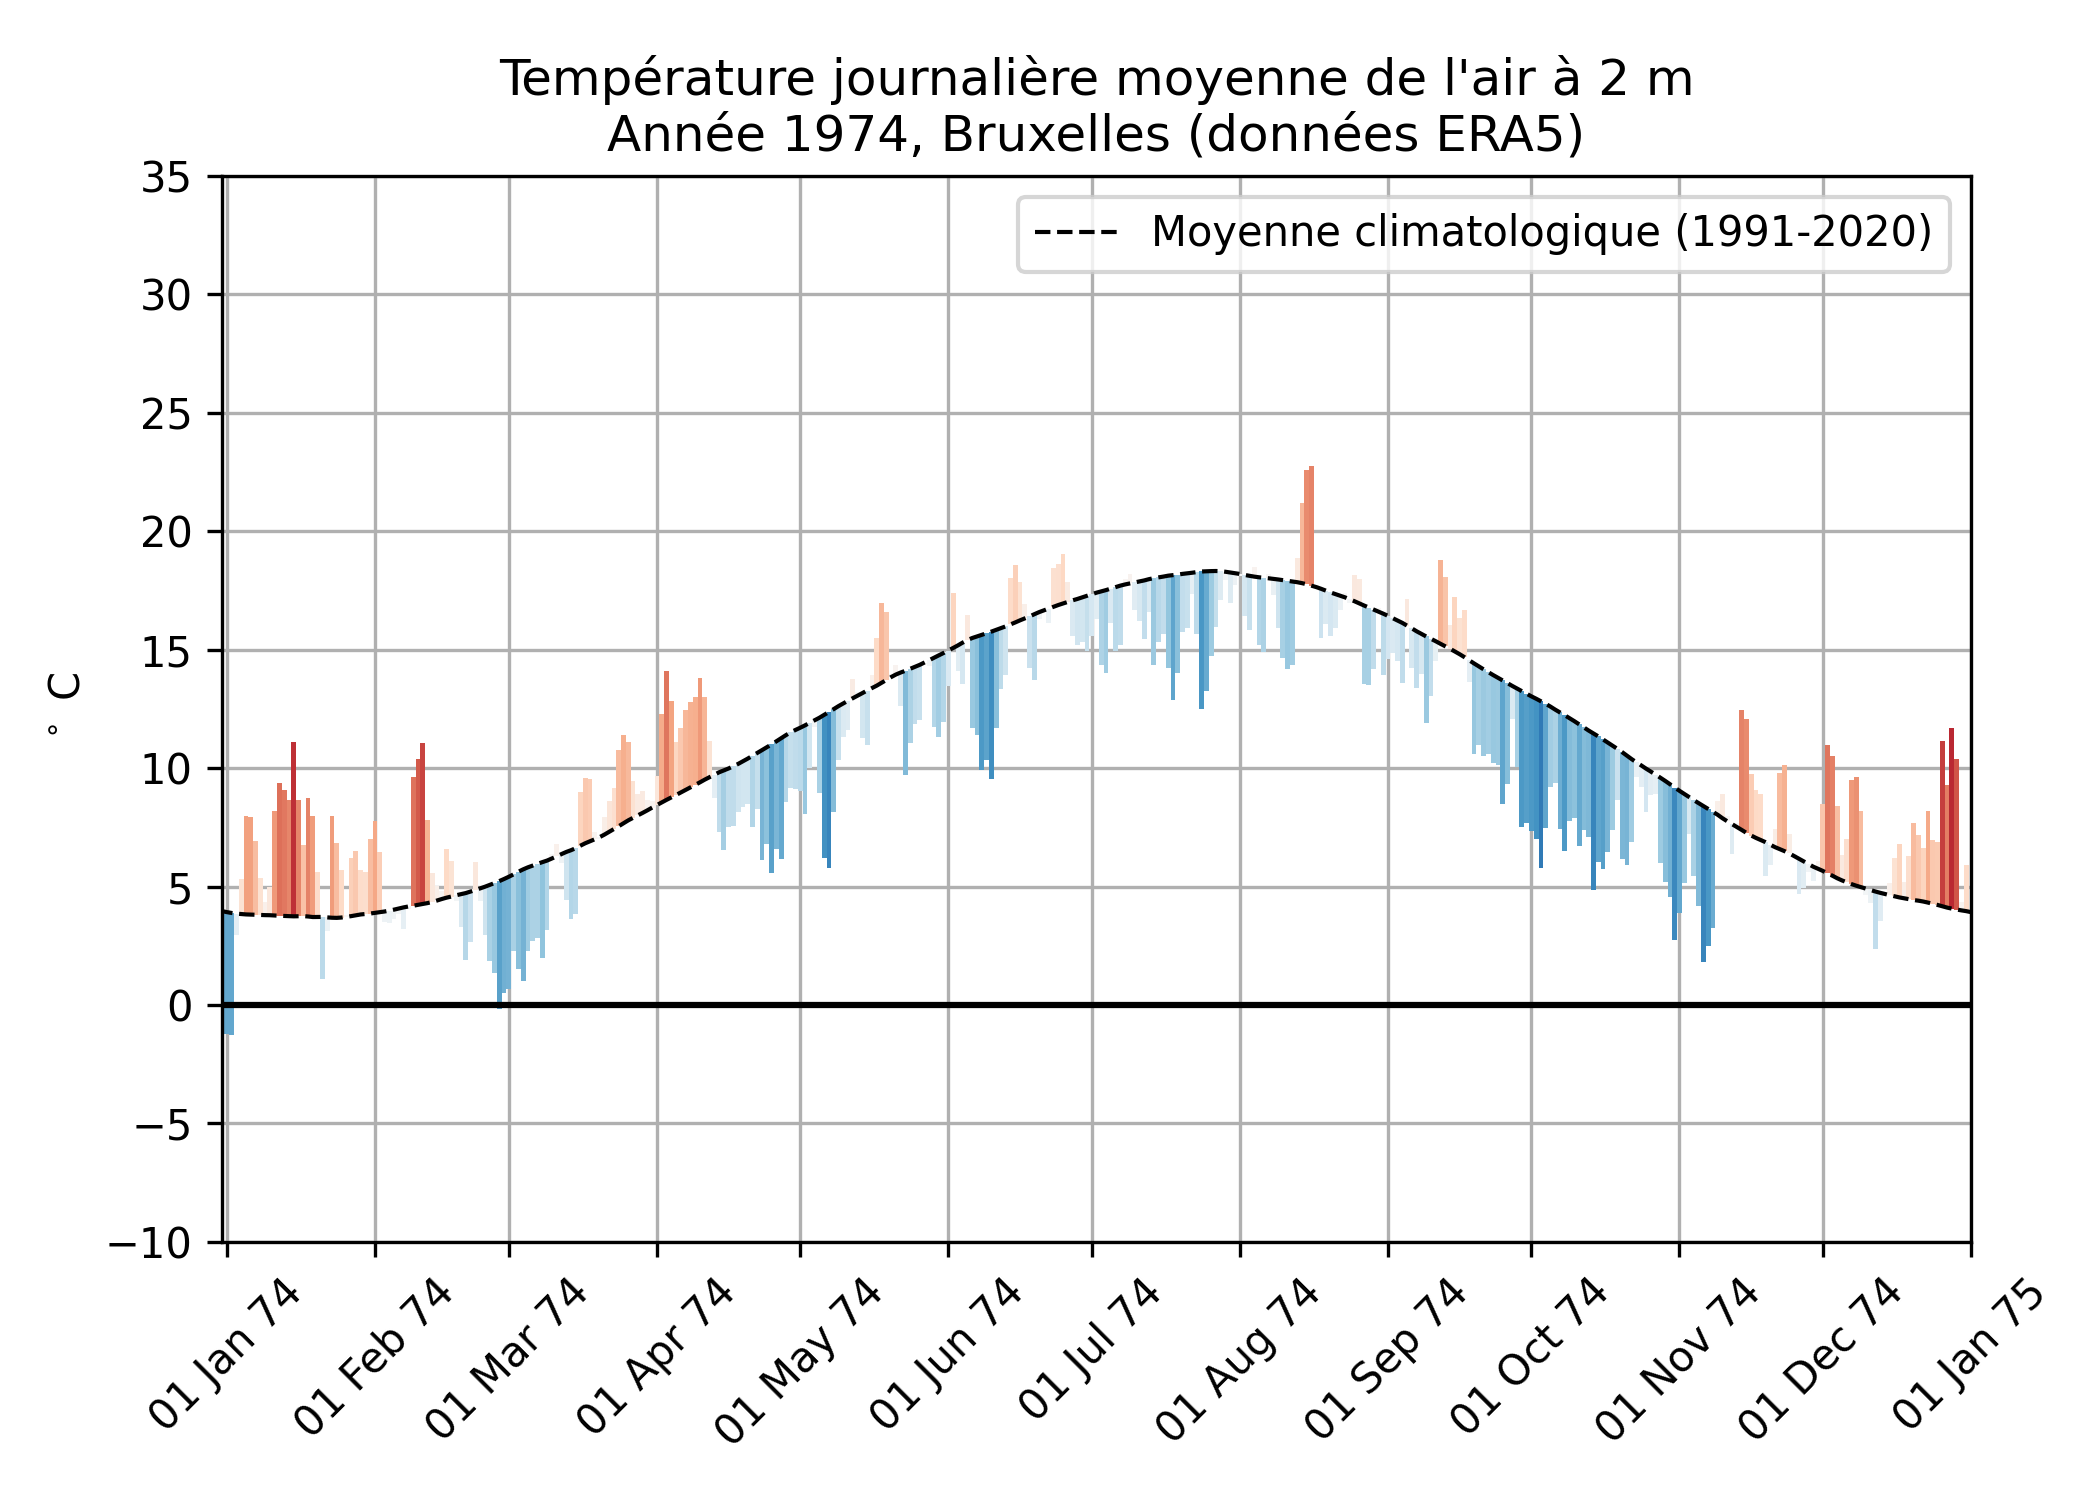 Température journalière moyenne de l'air à 2 m
Année 1974, Bruxelles (données ERA5)
Moyenne climatologique (1991-2020)
° C
35
30
25
20
15
10
5
0
−5
−10
01 Jan 74
01 Feb 74
01 Mar 74
01 Apr 74
01 May 74
01 Jun 74
01 Jul 74
01 Aug 74
01 Sep 74
01 Oct 74
01 Nov 74
01 Dec 74
01 Jan 75